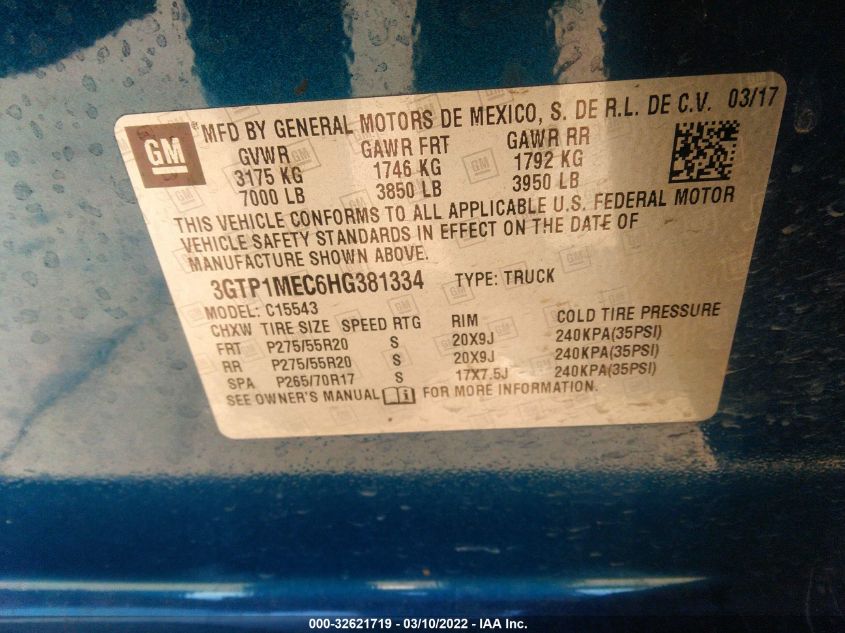 GM ® MFD BY GENERAL MOTORS DE MEXICO, S. DE R.L. DE C.V. 03/17
GVWR GAWR FRT GAWR RR
3175 KG 1746 KG 1792 KG
7000 LB 3850 LB 3950 LB
THIS VEHICLE CONFORMS TO ALL APPLICABLE U.S. FEDERAL MOTOR
VEHICLE SAFETY STANDARDS IN EFFECT ON THE DATE OF
MANUFACTURE SHOWN ABOVE.
3GTP1MEC6HG381334 TYPE: TRUCK
MODEL: C15543
CHXW TIRE SIZE SPEED RTG RIM COLD TIRE PRESSURE
FRT P275/55R20 S 20X9J 240KPA(35PSI)
RR P275/55R20 S 20X9J 240KPA(35PSI)
SPA P265/70R17 S 17X7.5J 240KPA(35PSI)
SEE OWNER'S MANUAL FOR MORE INFORMATION.
000-32621719 - 03/10/2022 - IAA Inc.